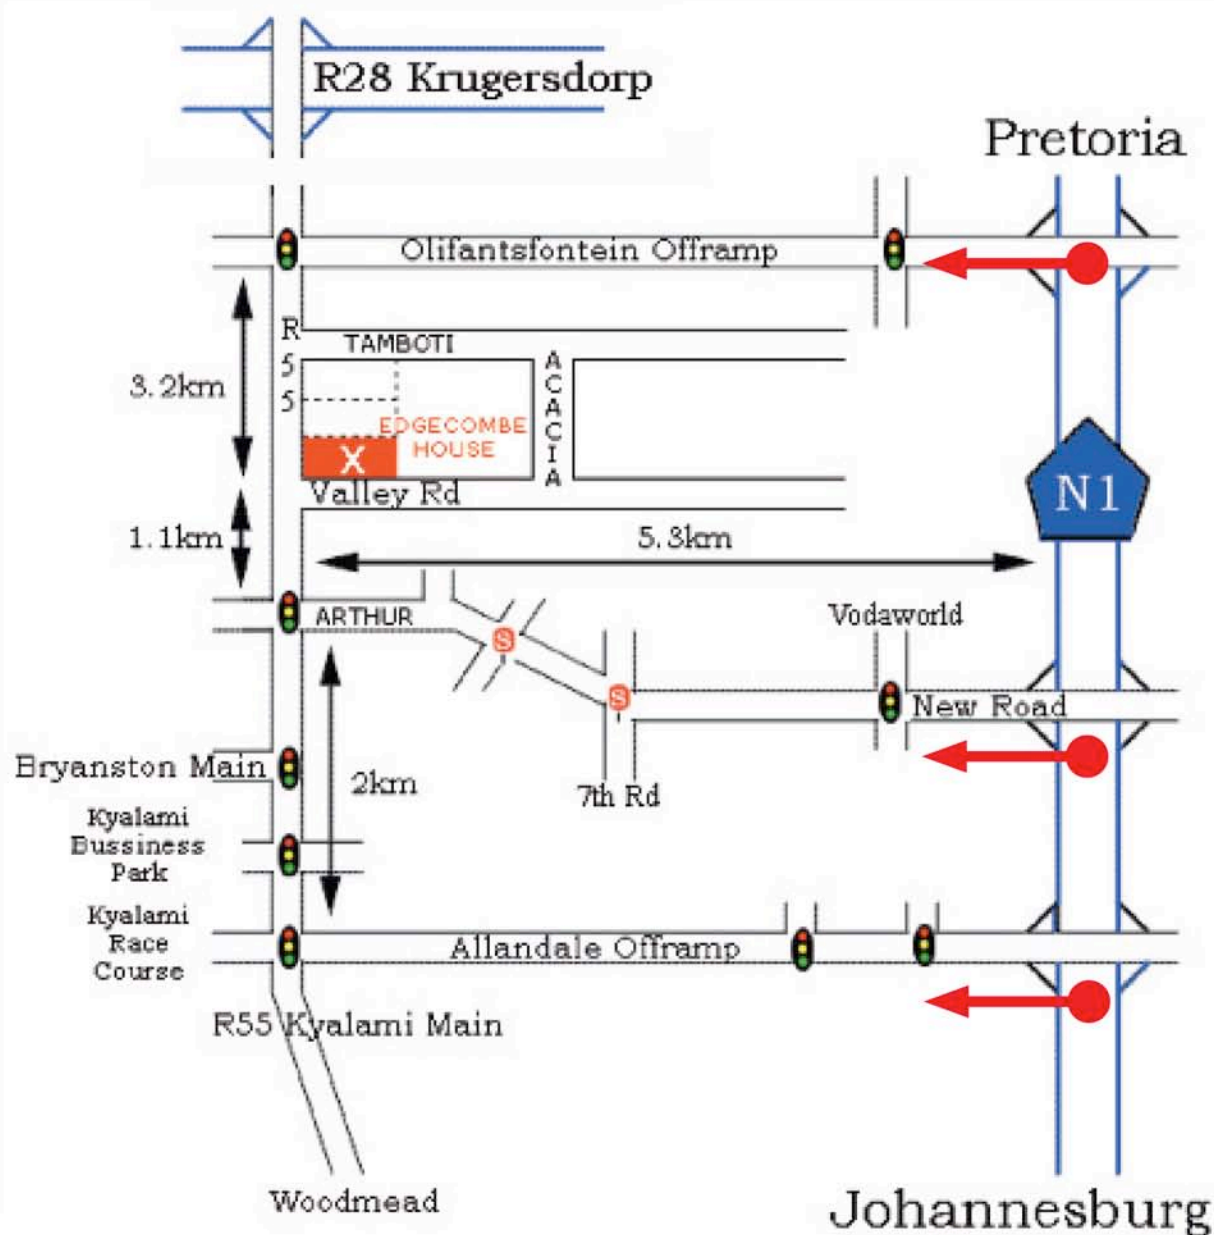 R28 Krugersdorp
Pretoria
Olifantsfontein Offramp
R
5
5
TAMBOTI
A
C
A
C
I
A
3.2km
EDGECOMBE
HOUSE
X
Valley Rd
N1
1.1km
5.3km
ARTHUR
S
Vodaworld
S
New Road
Bryanston Main
2km
7th Rd
Kyalami
Bussiness
Park
Kyalami
Race
Course
Allandale Offramp
R55 Kyalami Main
Woodmead
Johannesburg